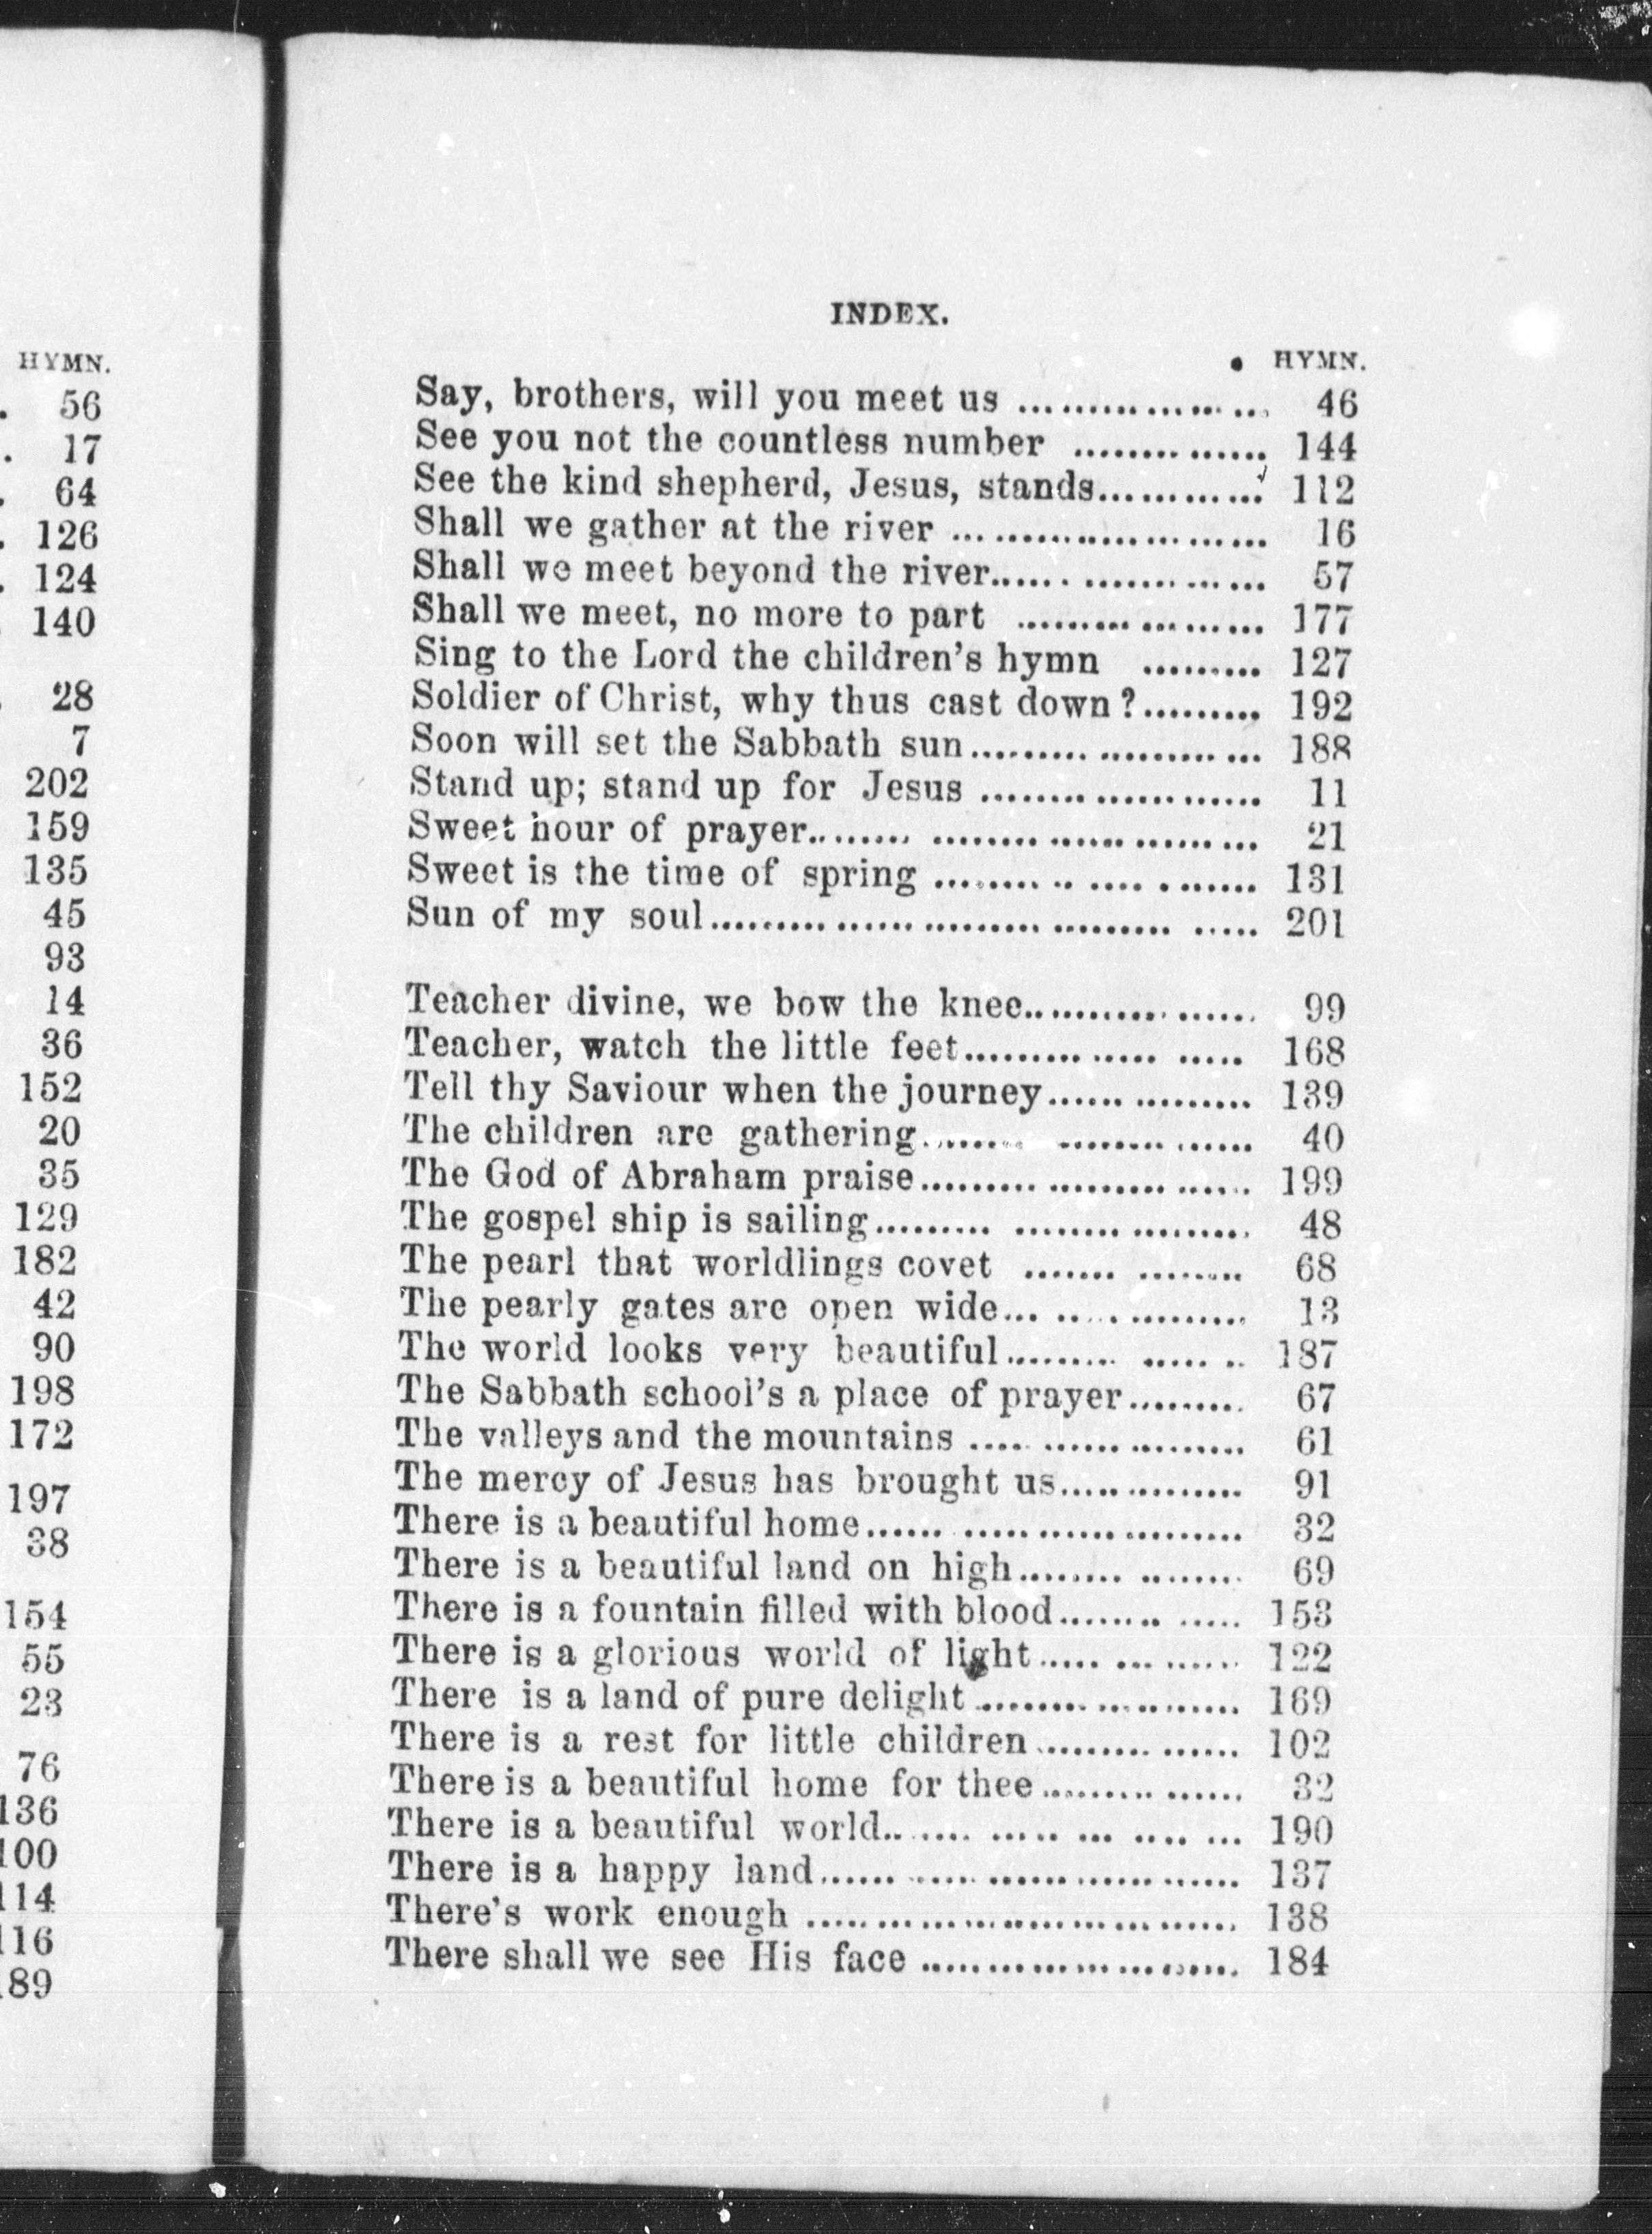 HYMN.
56
17
64
126
124
140
28
7
202
159
135
45
93
14
36
152
20
35
129
182
42
90
198
172
197
38
154
55
23
76
136
100
114
116
189
INDEX.
HYMN.
Say, brothers, will you meet us .................. 46
See you not the countless number .............. 144
See the kind shepherd, Jesus, stands............ 112
Shall we gather at the river ...................... 16
Shall we meet beyond the river................... 57
Shall we meet, no more to part .................. 177
Sing to the Lord the children's hymn ......... 127
Soldier of Christ, why thus cast down?......... 192
Soon will set the Sabbath sun..................... 188
Stand up; stand up for Jesus ..................... 11
Sweet hour of prayer.............................. 21
Sweet is the time of spring ...................... 131
Sun of my soul....................................... 201
Teacher divine, we bow the knee................ 99
Teacher, watch the little feet.................... 168
Tell thy Saviour when the journey............... 139
The children are gathering....................... 40
The God of Abraham praise........................ 199
The gospel ship is sailing.......................... 48
The pearl that worldlings covet ............... 68
The pearly gates are open wide.................. 13
The world looks very beautiful.................. 187
The Sabbath school's a place of prayer......... 67
The valleys and the mountains ................... 61
The mercy of Jesus has brought us.............. 91
There is a beautiful home.......................... 32
There is a beautiful land on high................ 69
There is a fountain filled with blood............. 153
There is a glorious world of light.............. 122
There is a land of pure delight.................. 169
There is a rest for little children............... 102
There is a beautiful home for thee............... 32
There is a beautiful world........................ 190
There is a happy land.............................. 137
There's work enough .............................. 138
There shall we see His face ...................... 184